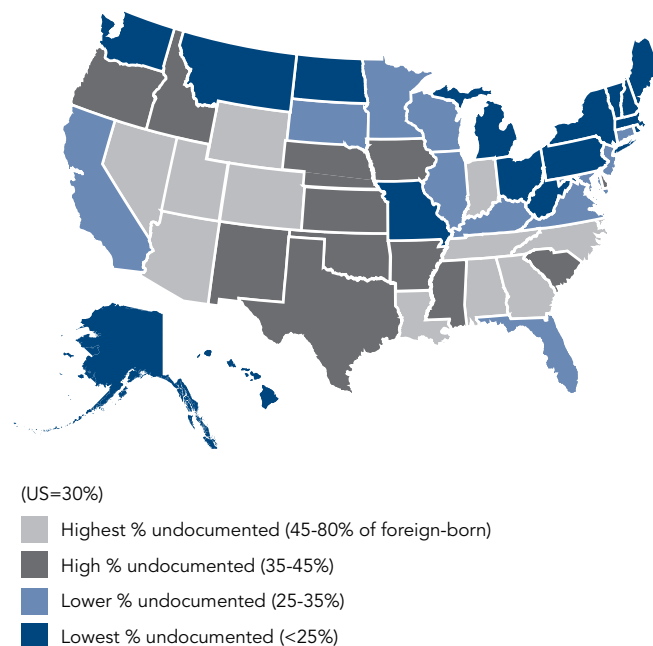 (US=30%)
Highest % undocumented (45-80% of foreign-born)
High % undocumented (35-45%)
Lower % undocumented (25-35%)
Lowest % undocumented (<25%)